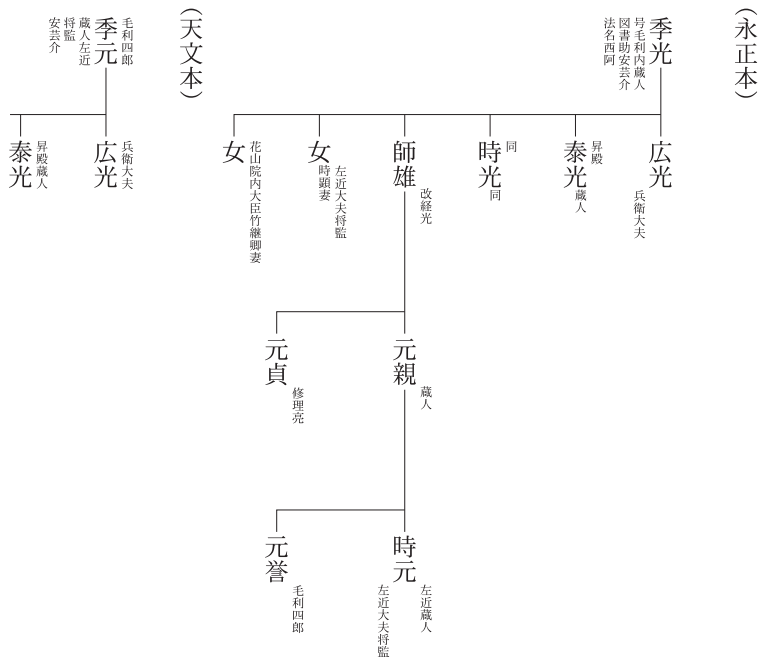 （永正本）
季光
号毛利内蔵人
図書助安芸介
法名西阿
広光
兵衛大夫
泰光
昇殿
蔵人
時光
同
同
師雄
改経光
女
左近大夫将監
時顕妻
女
花山院内大臣竹継卿妻
元親
蔵人
元貞
修理亮
時元
左近蔵人
左近大夫将監
元誉
毛利四郎
（天文本）
季元
毛利四郎
蔵人左近
将監
安芸介
広光
兵衛大夫
泰光
昇殿蔵人